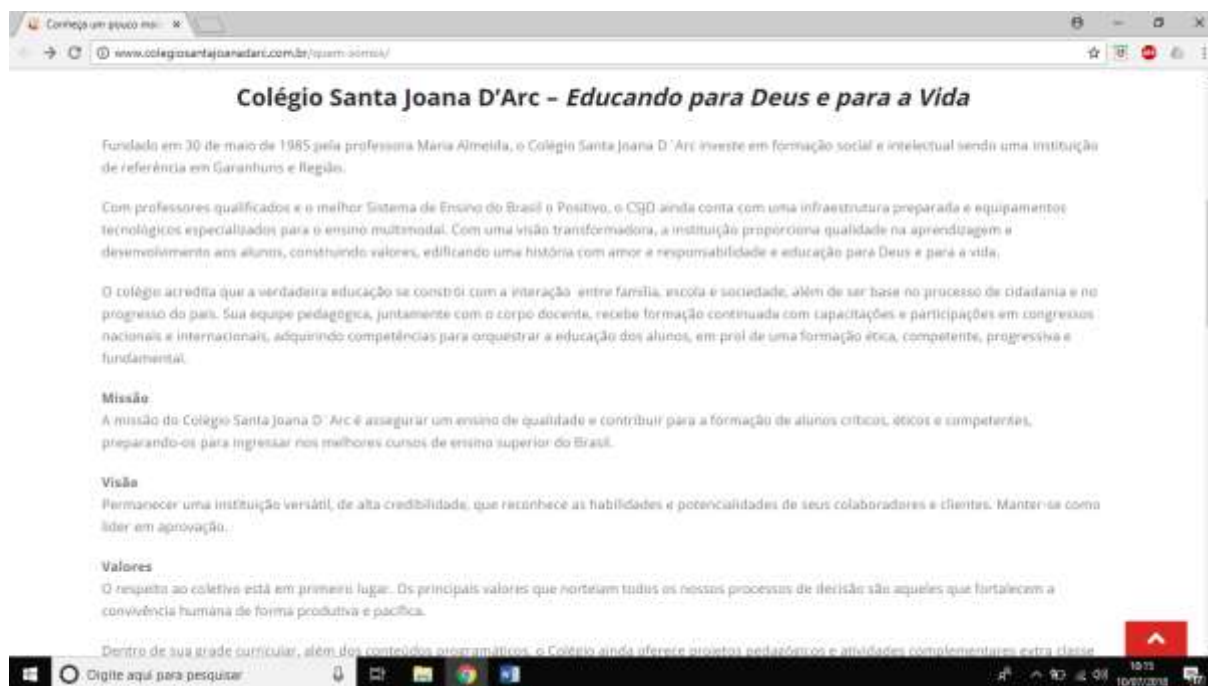 Conheça um pouco mai
www.colegiosantajoanadarc.com.br/quem-somos/
Colégio Santa Joana D'Arc – Educando para Deus e para a Vida
Fundado em 30 de maio de 1985 pela professora Maria Almeida, o Colégio Santa Joana D´Arc investe em formação social e intelectual sendo uma instituição
de referência em Garanhuns e Região.
Com professores qualificados e o melhor Sistema de Ensino do Brasil o Positivo, o CSJD ainda conta com uma infraestrutura preparada e equipamentos
tecnológicos especializados para o ensino multimodal. Com uma visão transformadora, a instituição proporciona qualidade na aprendizagem e
desenvolvimento aos alunos, construindo valores, edificando uma história com amor e responsabilidade e educação para Deus e para a vida.
O colégio acredita que a verdadeira educação se constrói com a interação entre família, escola e sociedade, além de ser base no processo de cidadania e no
progresso do país. Sua equipe pedagógica, juntamente com o corpo docente, recebe formação continuada com capacitações e participações em congressos
nacionais e internacionais, adquirindo competências para orquestrar a educação dos alunos, em prol de uma formação ética, competente, progressiva e
fundamental.
Missão
A missão do Colégio Santa Joana D´Arc é assegurar um ensino de qualidade e contribuir para a formação de alunos críticos, éticos e competentes,
preparando-os para ingressar nos melhores cursos de ensino superior do Brasil.
Visão
Permanecer uma instituição versátil, de alta credibilidade, que reconhece as habilidades e potencialidades de seus colaboradores e clientes. Manter-se como
líder em aprovação.
Valores
O respeito ao coletivo está em primeiro lugar. Os principais valores que norteiam todos os nossos processos de decisão são aqueles que fortalecem a
convivência humana de forma produtiva e pacífica.
Dentro de sua grade curricular, além dos conteúdos programáticos, o Colégio ainda oferece projetos pedagógicos e atividades complementares extra classe
Digite aqui para pesquisar
10:15
10/07/2018